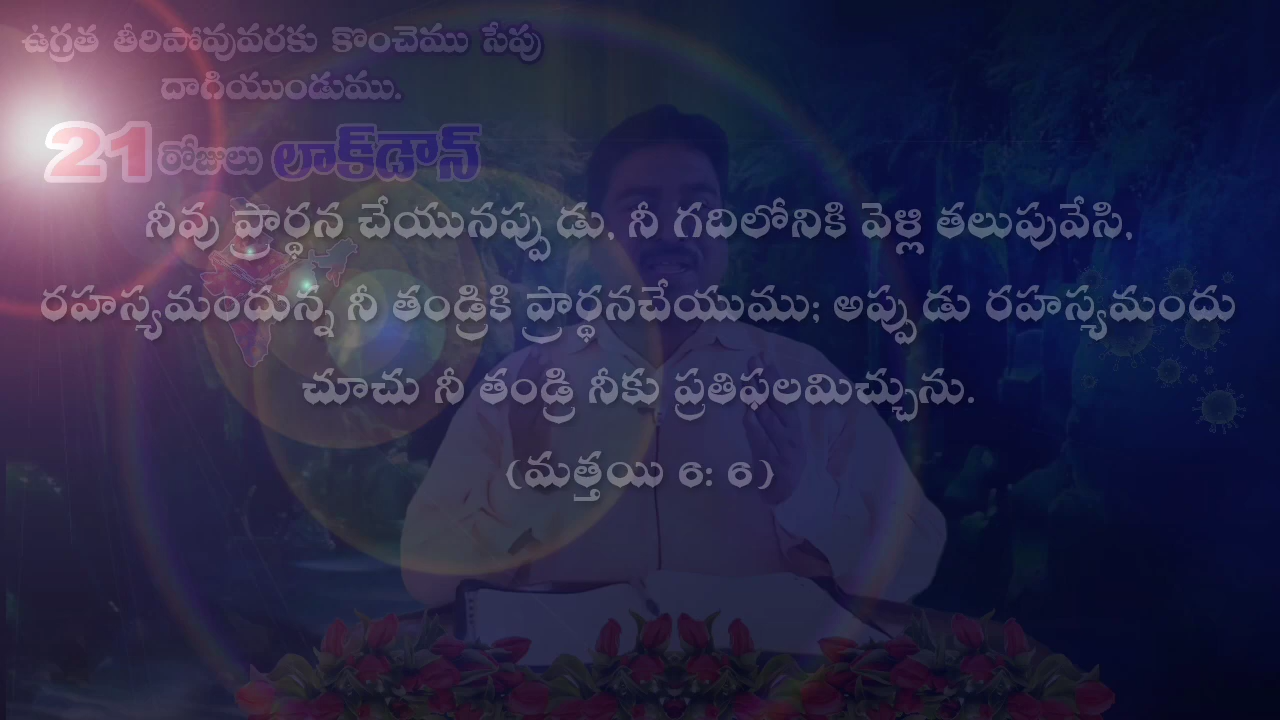 ఉగ్రత తీరిపోవువరకు కొంచెము సేపు
దాగియుండుము.
21 రోజులు లాక్‌డౌన్
నీవు ప్రార్థన చేయునప్పుడు, నీ గదిలోనికి వెళ్లి తలుపువేసి,
రహస్యమందున్న నీ తండ్రికి ప్రార్థనచేయుము; అప్పుడు రహస్యమందు
చూచు నీ తండ్రి నీకు ప్రతిఫలమిచ్చును.
(మత్తయి 6: 6)